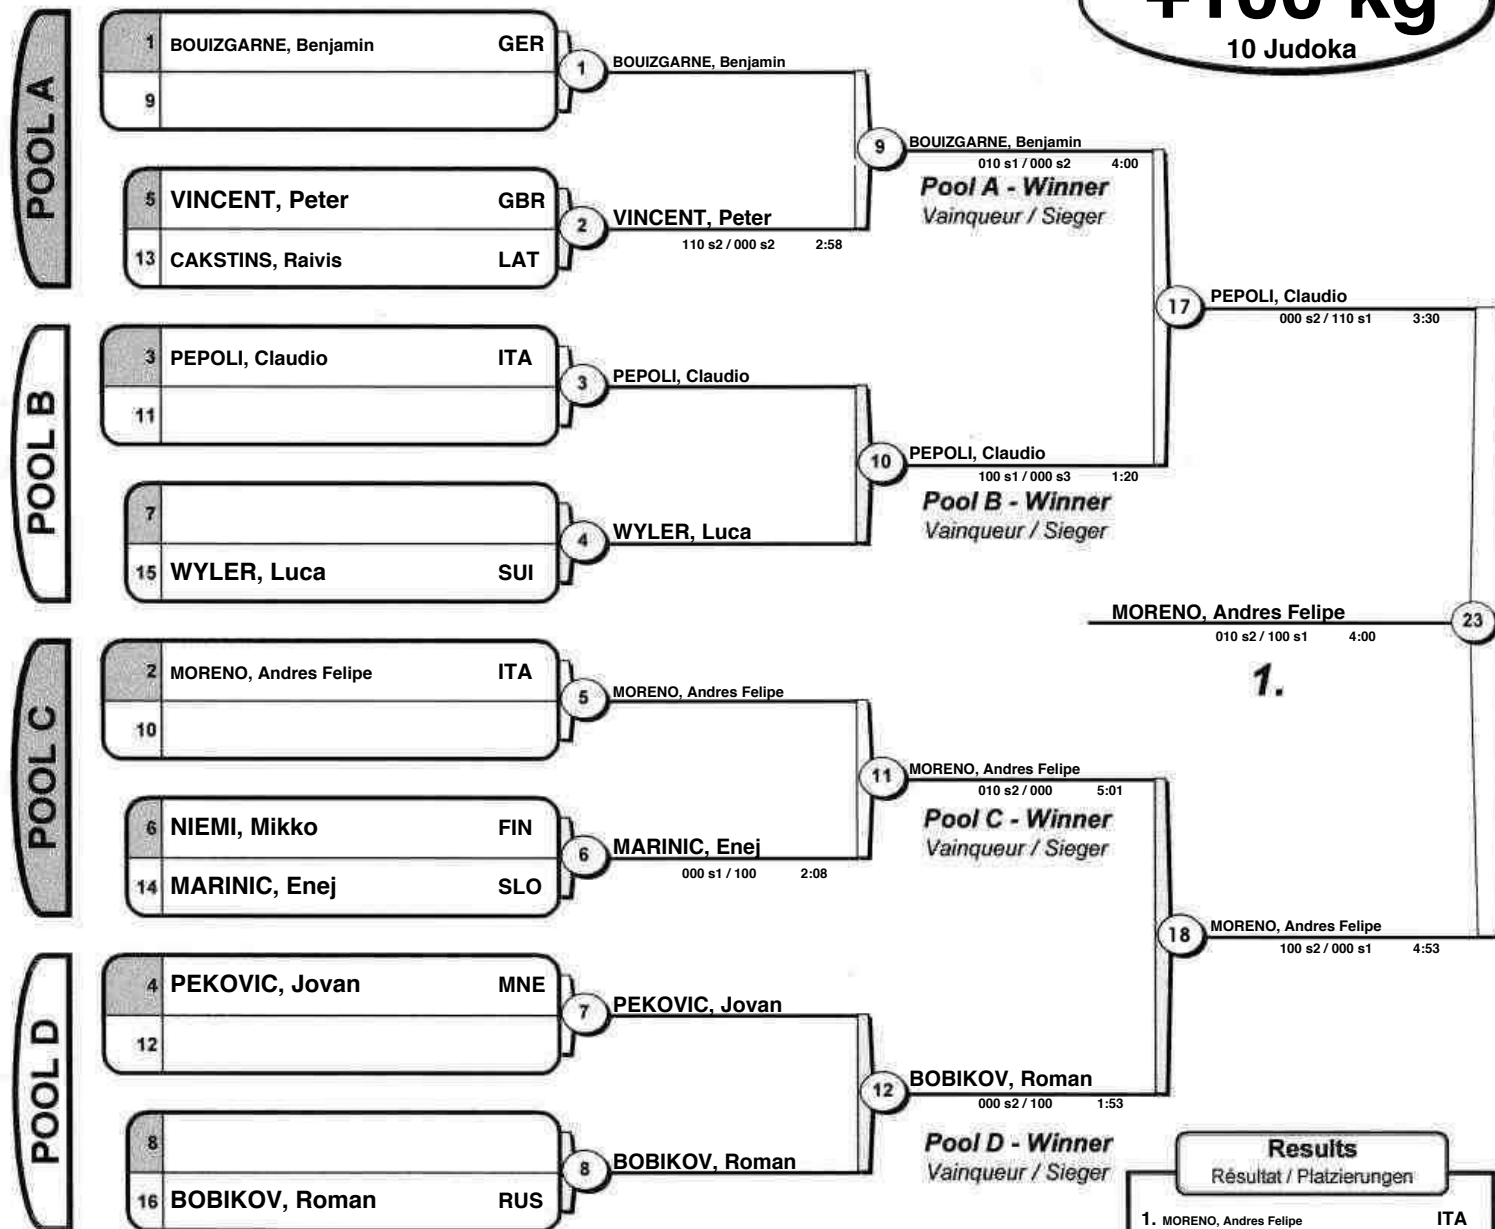 +100 kg
10 Judoka
POOL A
1 BOUIZGARNE, Benjamin GER
9
1 BOUIZGARNE, Benjamin
5 VINCENT, Peter GBR
13 CAKSTINS, Raivis LAT
2 VINCENT, Peter
110 s2 / 000 s2 2:58
9 BOUIZGARNE, Benjamin
010 s1 / 000 s2 4:00
Pool A - Winner
Vainqueur / Sieger
POOL B
3 PEPOLI, Claudio ITA
11
3 PEPOLI, Claudio
7
15 WYLER, Luca SUI
4 WYLER, Luca
10 PEPOLI, Claudio
100 s1 / 000 s3 1:20
Pool B - Winner
Vainqueur / Sieger
17 PEPOLI, Claudio
000 s2 / 110 s1 3:30
MORENO, Andres Felipe 23
010 s2 / 100 s1 4:00
1.
POOL C
2 MORENO, Andres Felipe ITA
10
5 MORENO, Andres Felipe
6 NIEMI, Mikko FIN
14 MARINIC, Enej SLO
6 MARINIC, Enej
000 s1 / 100 2:08
11 MORENO, Andres Felipe
010 s2 / 000 5:01
Pool C - Winner
Vainqueur / Sieger
POOL D
4 PEKOVIC, Jovan MNE
12
7 PEKOVIC, Jovan
8
16 BOBIKOV, Roman RUS
8 BOBIKOV, Roman
12 BOBIKOV, Roman
000 s2 / 100 1:53
Pool D - Winner
Vainqueur / Sieger
18 MORENO, Andres Felipe
100 s2 / 000 s1 4:53
Results
Résultat / Platzierungen
1. MORENO, Andres Felipe ITA